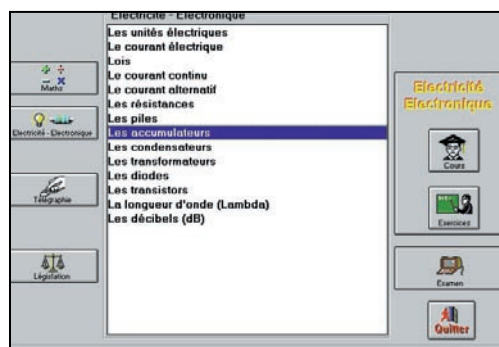 Electricité - Electronique
Les unités électriques
Le courant électrique
Lois
Le courant continu
Le courant alternatif
Les résistances
Les piles
Les accumulateurs
Les condensateurs
Les transformateurs
Les diodes
Les transistors
La longueur d'onde (Lambda)
Les décibels (dB)
Maths
Electricité - Electronique
Télégraphie
Législation
Electricité
Electronique
Cours
Exercices
Examen
Quitter